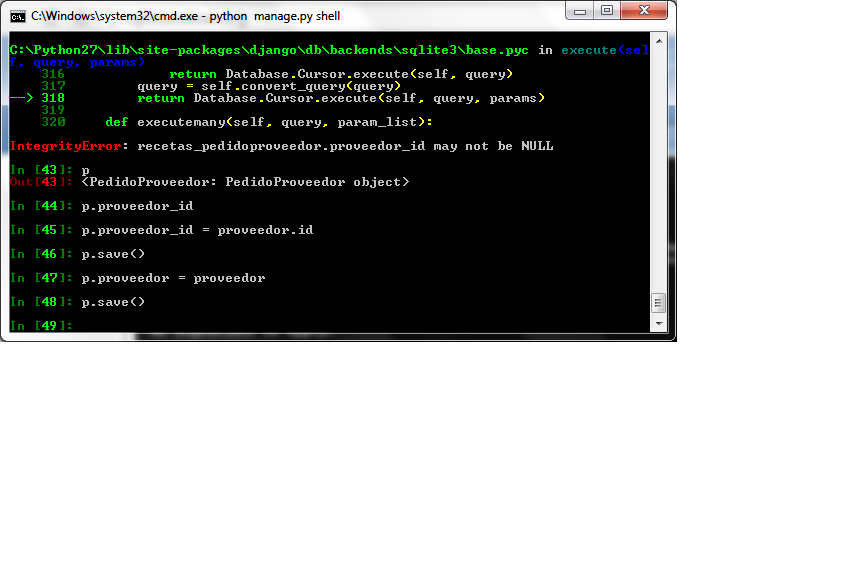 C:\Windows\system32\cmd.exe - python  manage.py shell
C:\Python27\lib\site-packages\django\db\backends\sqlite3\base.pyc in execute(sel
f, query, params)
    316             return Database.Cursor.execute(self, query)
    317         query = self.convert_query(query)
--> 318         return Database.Cursor.execute(self, query, params)
    319
    320     def executemany(self, query, param_list):
IntegrityError: recetas_pedidoproveedor.proveedor_id may not be NULL
In [43]: p
Out[43]: <PedidoProveedor: PedidoProveedor object>
In [44]: p.proveedor_id
In [45]: p.proveedor_id = proveedor.id
In [46]: p.save()
In [47]: p.proveedor = proveedor
In [48]: p.save()
In [49]: